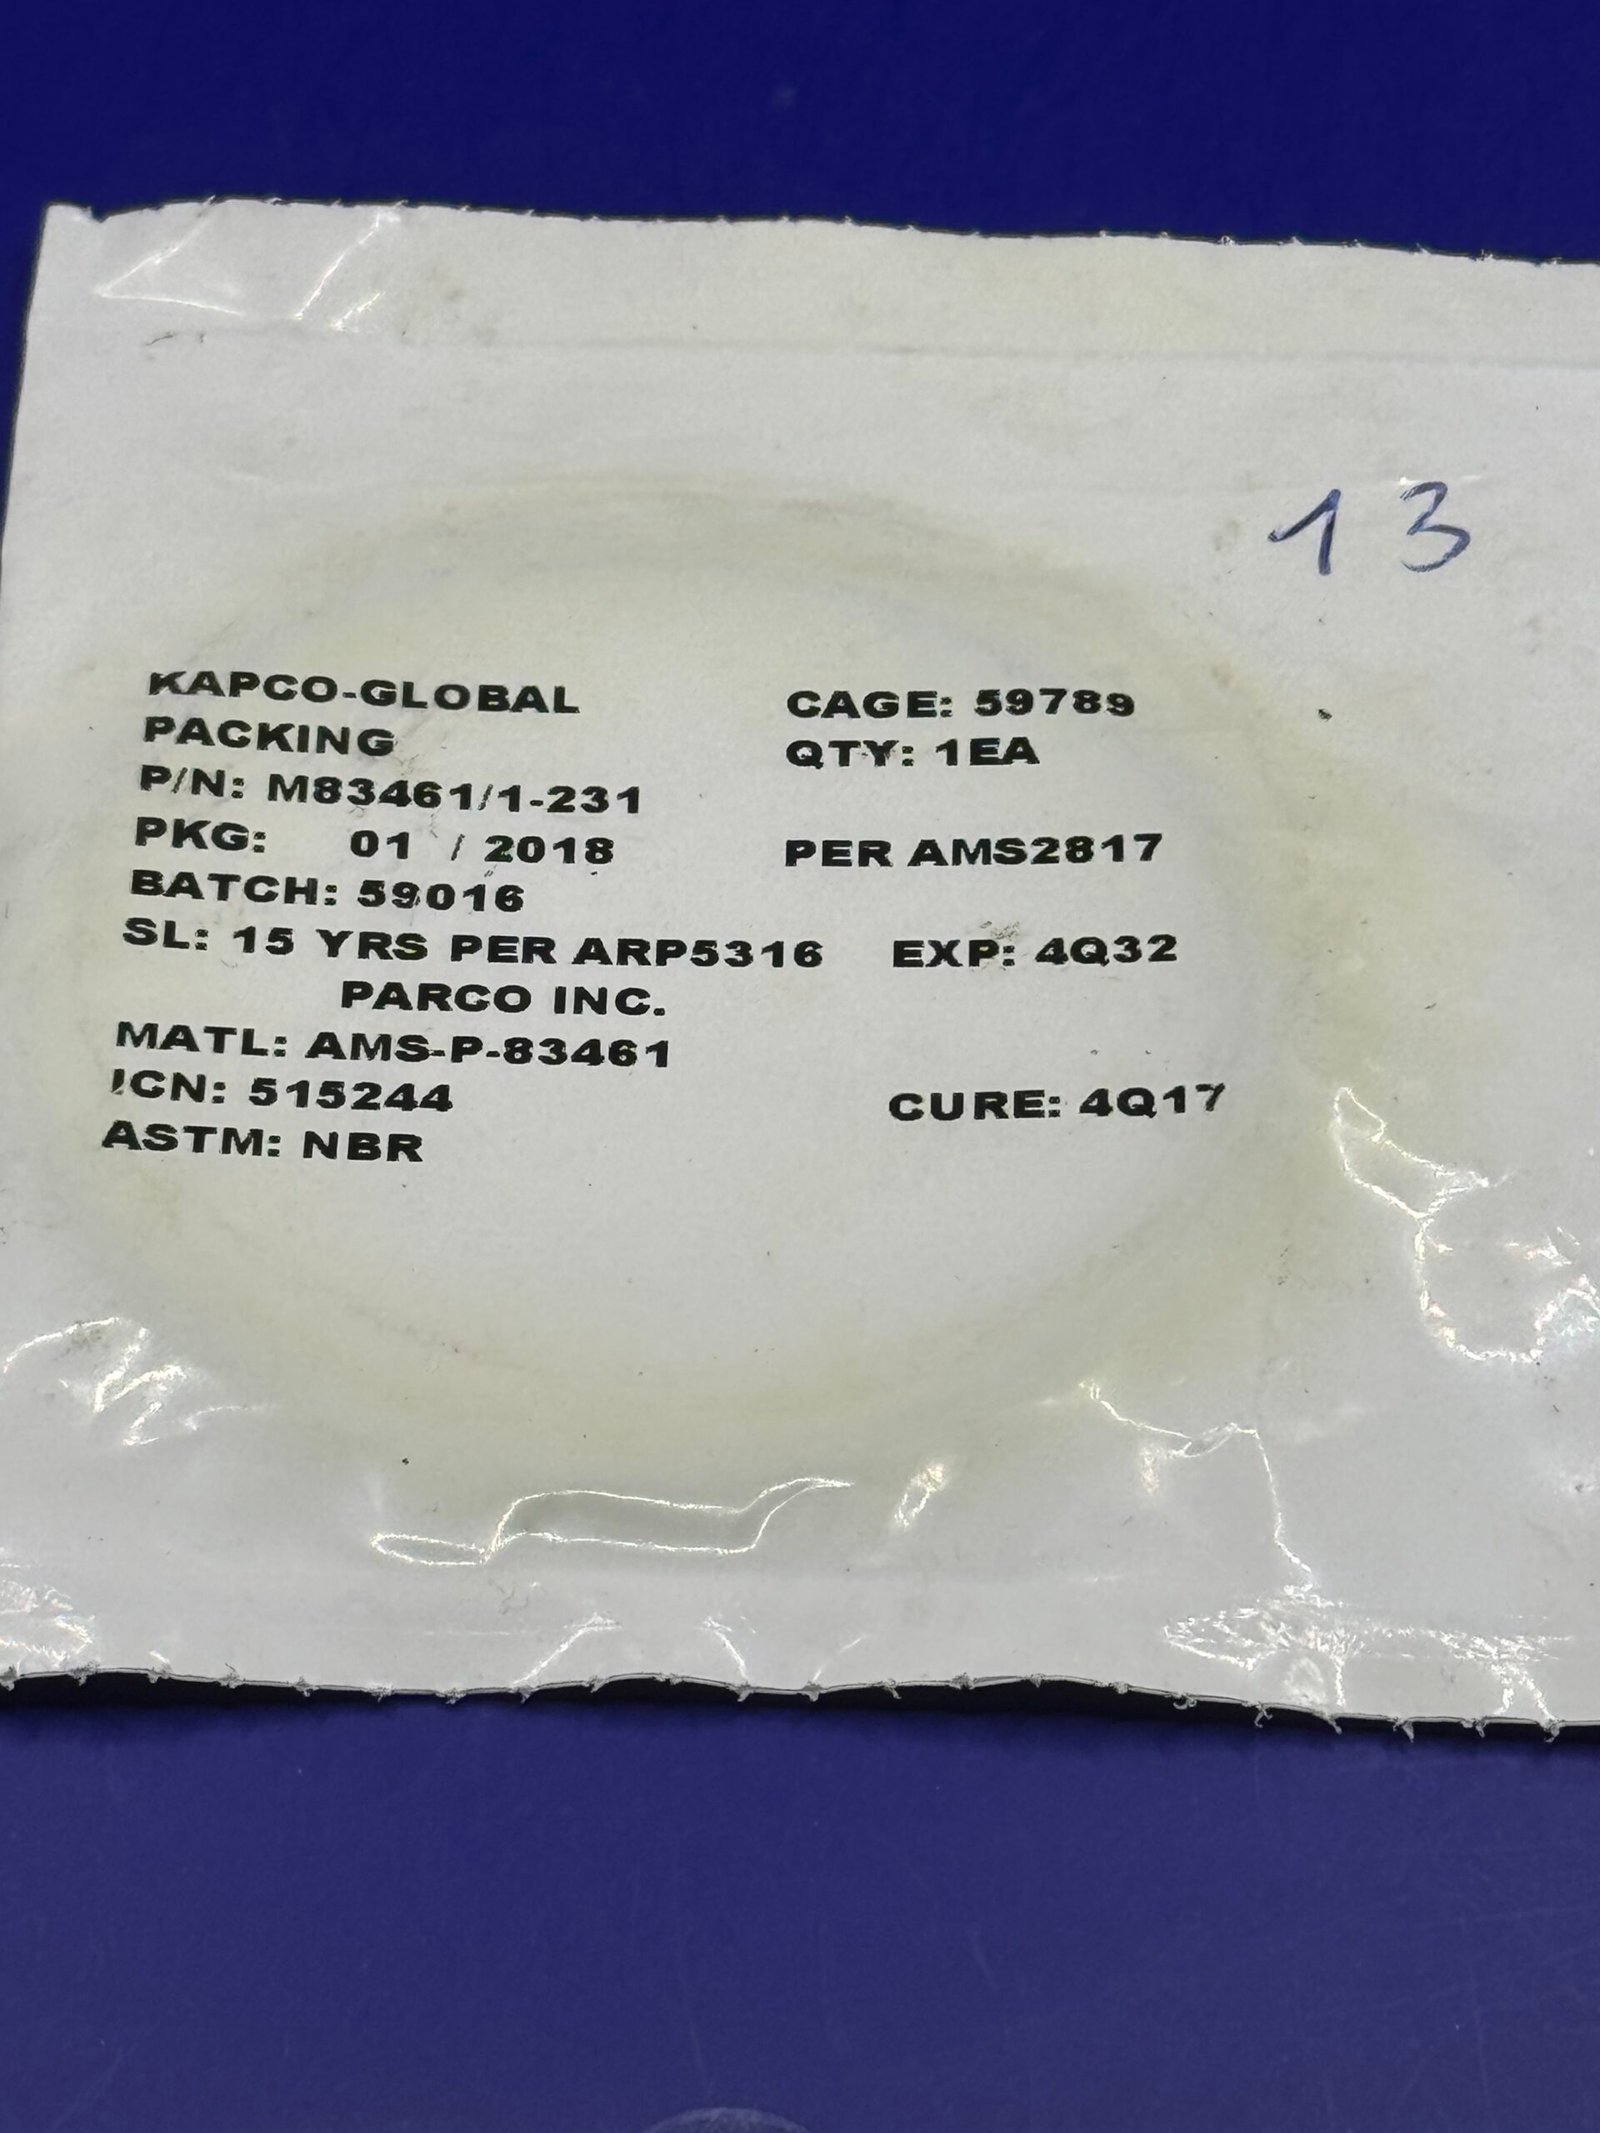 13
KAPCO-GLOBAL CAGE: 59789
PACKING QTY: 1EA
P/N: M83461/1-231
PKG: 01 / 2018 PER AMS2817
BATCH: 59016
SL: 15 YRS PER ARP5316 EXP: 4Q32
PARCO INC.
MATL: AMS-P-83461
ICN: 515244 CURE: 4Q17
ASTM: NBR